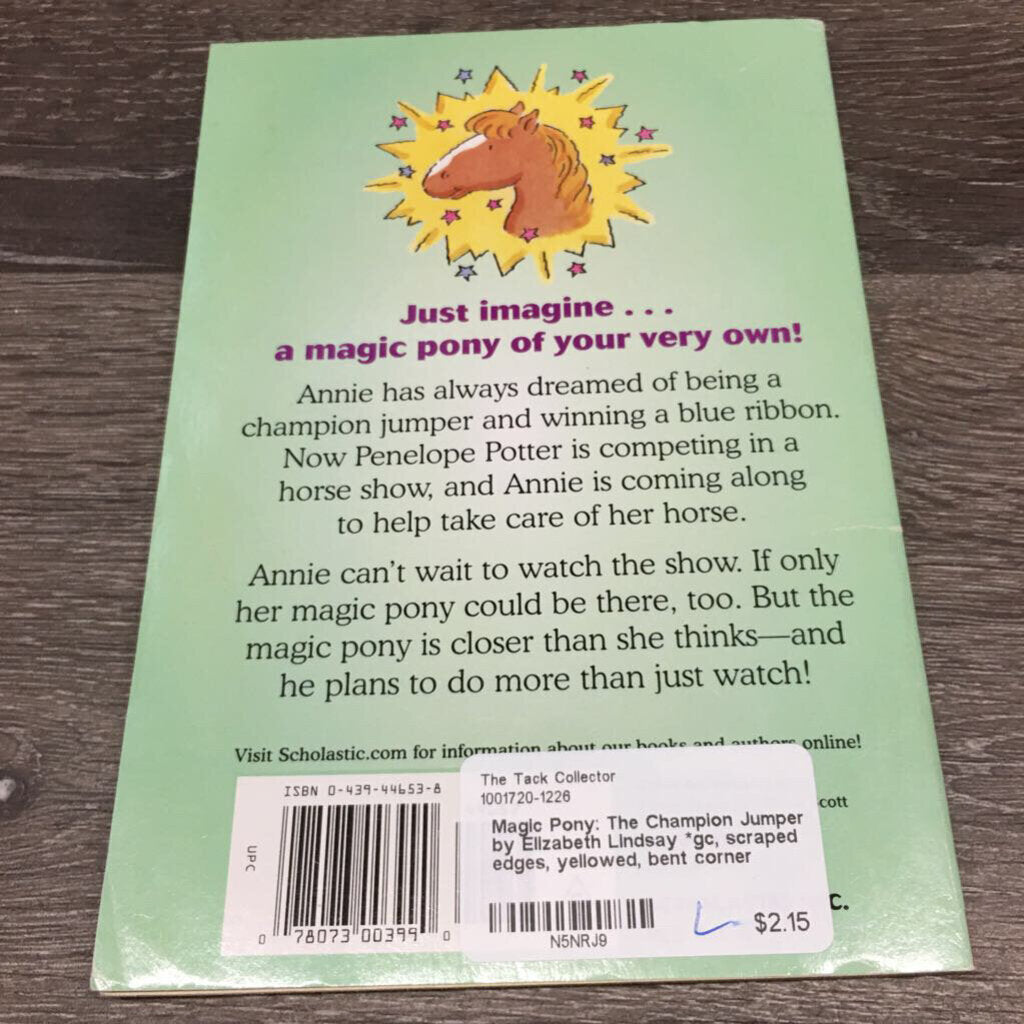 Just imagine . . .
a magic pony of your very own!
Annie has always dreamed of being a
champion jumper and winning a blue ribbon.
Now Penelope Potter is competing in a
horse show, and Annie is coming along
to help take care of her horse.
Annie can't wait to watch the show. If only
her magic pony could be there, too. But the
magic pony is closer than she thinks—and
he plans to do more than just watch!
Visit Scholastic.com for information about our books and authors online!
ISBN 0-439-44653-8
UPC
0 78073 00399 0
The Tack Collector
1001720-1226
Magic Pony: The Champion Jumper
by Elizabeth Lindsay *gc, scraped
edges, yellowed, bent corner
N5NRJ9
$2.15
cott
C.